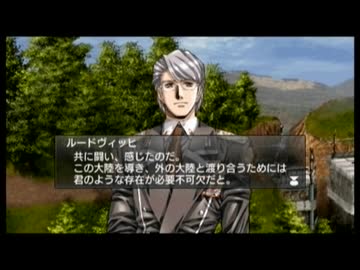 ルードヴィッヒ
共に闘い、感じたのだ。
この大陸を導き、外の大陸と渡り合うためには
君のような存在が必要不可欠だと。